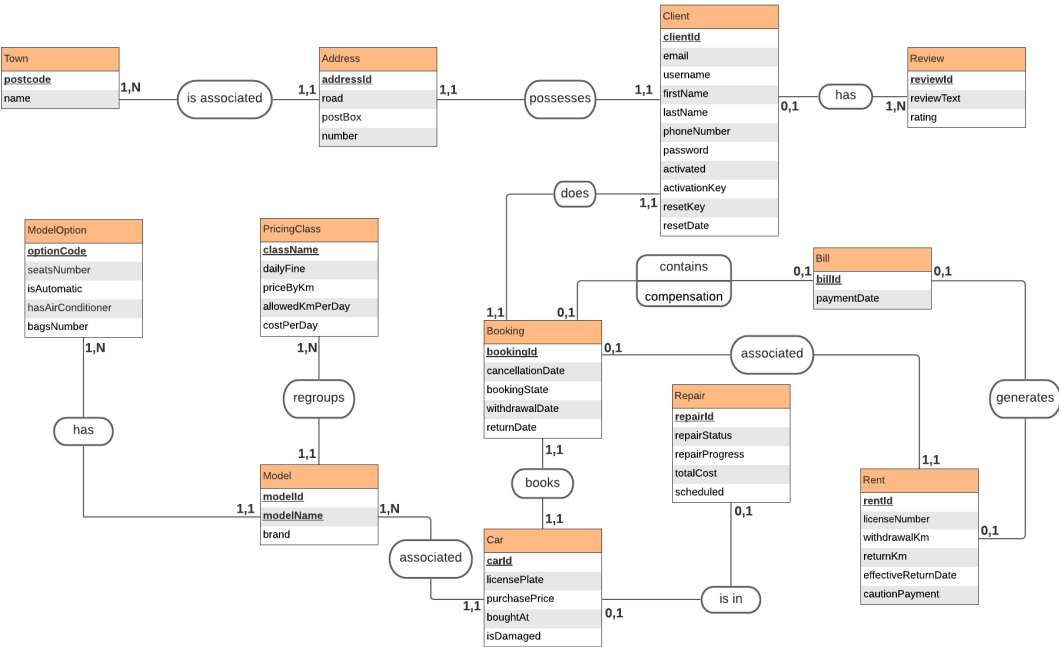 Client
clientId
email
username
firstName
lastName
phoneNumber
password
activated
activationKey
resetKey
resetDate
Town
postcode
name
1,N
is associated
1,1
Address
addressId
road
postBox
number
1,1
possesses
1,1
0,1
has
1,N
Review
reviewId
reviewText
rating
does
1,1
1,1
ModelOption
optionCode
seatsNumber
isAutomatic
hasAirConditioner
bagsNumber
1,N
has
1,1
PricingClass
className
dailyFine
priceByKm
allowedKmPerDay
costPerDay
1,N
regroups
1,1
Model
modelId
modelName
brand
1,N
associated
1,1
contains
compensation
0,1
0,1
Bill
billId
paymentDate
0,1
generates
0,1
Booking
bookingId
cancellationDate
bookingState
withdrawalDate
returnDate
0,1
associated
1,1
1,1
books
1,1
Repair
repairId
repairStatus
repairProgress
totalCost
scheduled
0,1
is in
0,1
Car
carId
licensePlate
purchasePrice
boughtAt
isDamaged
Rent
rentId
licenseNumber
withdrawalKm
returnKm
effectiveReturnDate
cautionPayment